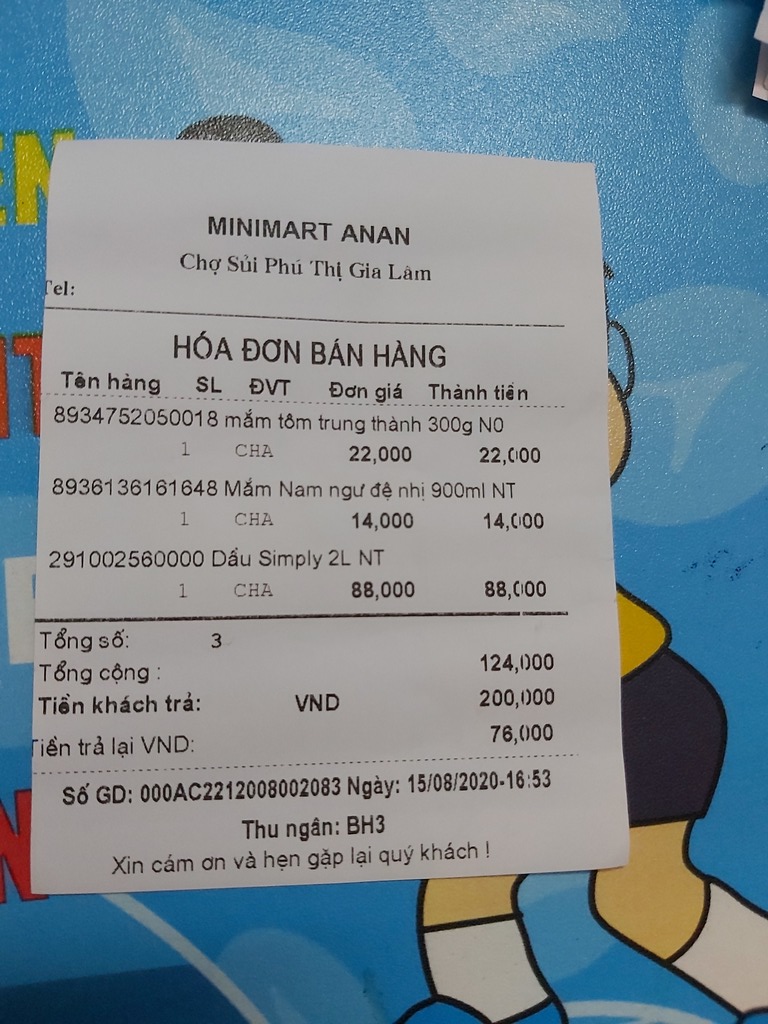 MINIMART ANAN
Chợ Sủi Phú Thị Gia Lâm
Tel:
HÓA ĐƠN BÁN HÀNG
Tên hàng SL ĐVT Đơn giá Thành tiền
8934752050018 mắm tôm trung thành 300g N0
1 CHA 22,000 22,000
8936136161648 Mắm Nam ngư đệ nhị 900ml NT
1 CHA 14,000 14,000
291002560000 Dầu Simply 2L NT
1 CHA 88,000 88,000
Tổng số: 3
Tổng cộng : 124,000
Tiền khách trả: VND 200,000
Tiền trả lại VND: 76,000
Số GD: 000AC2212008002083 Ngày: 15/08/2020-16:53
Thu ngân: BH3
Xin cám ơn và hẹn gặp lại quý khách !